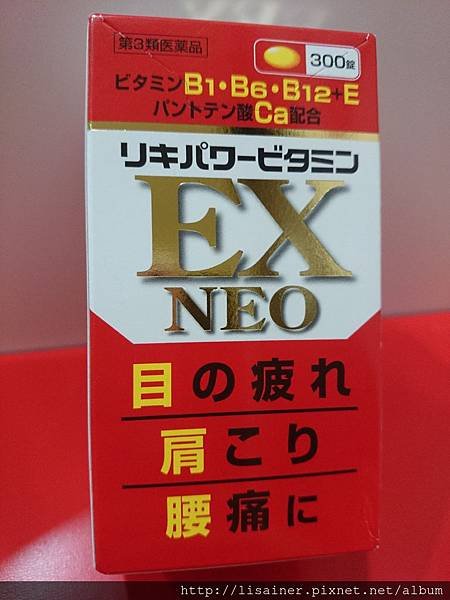 第3類医薬品
300錠
ビタミンB1・B6・B12+E
パントテン酸Ca配合
リキパワービタミン
EX
NEO
目の疲れ
肩こり
腰痛に
http://lisainer.pixnet.net/album